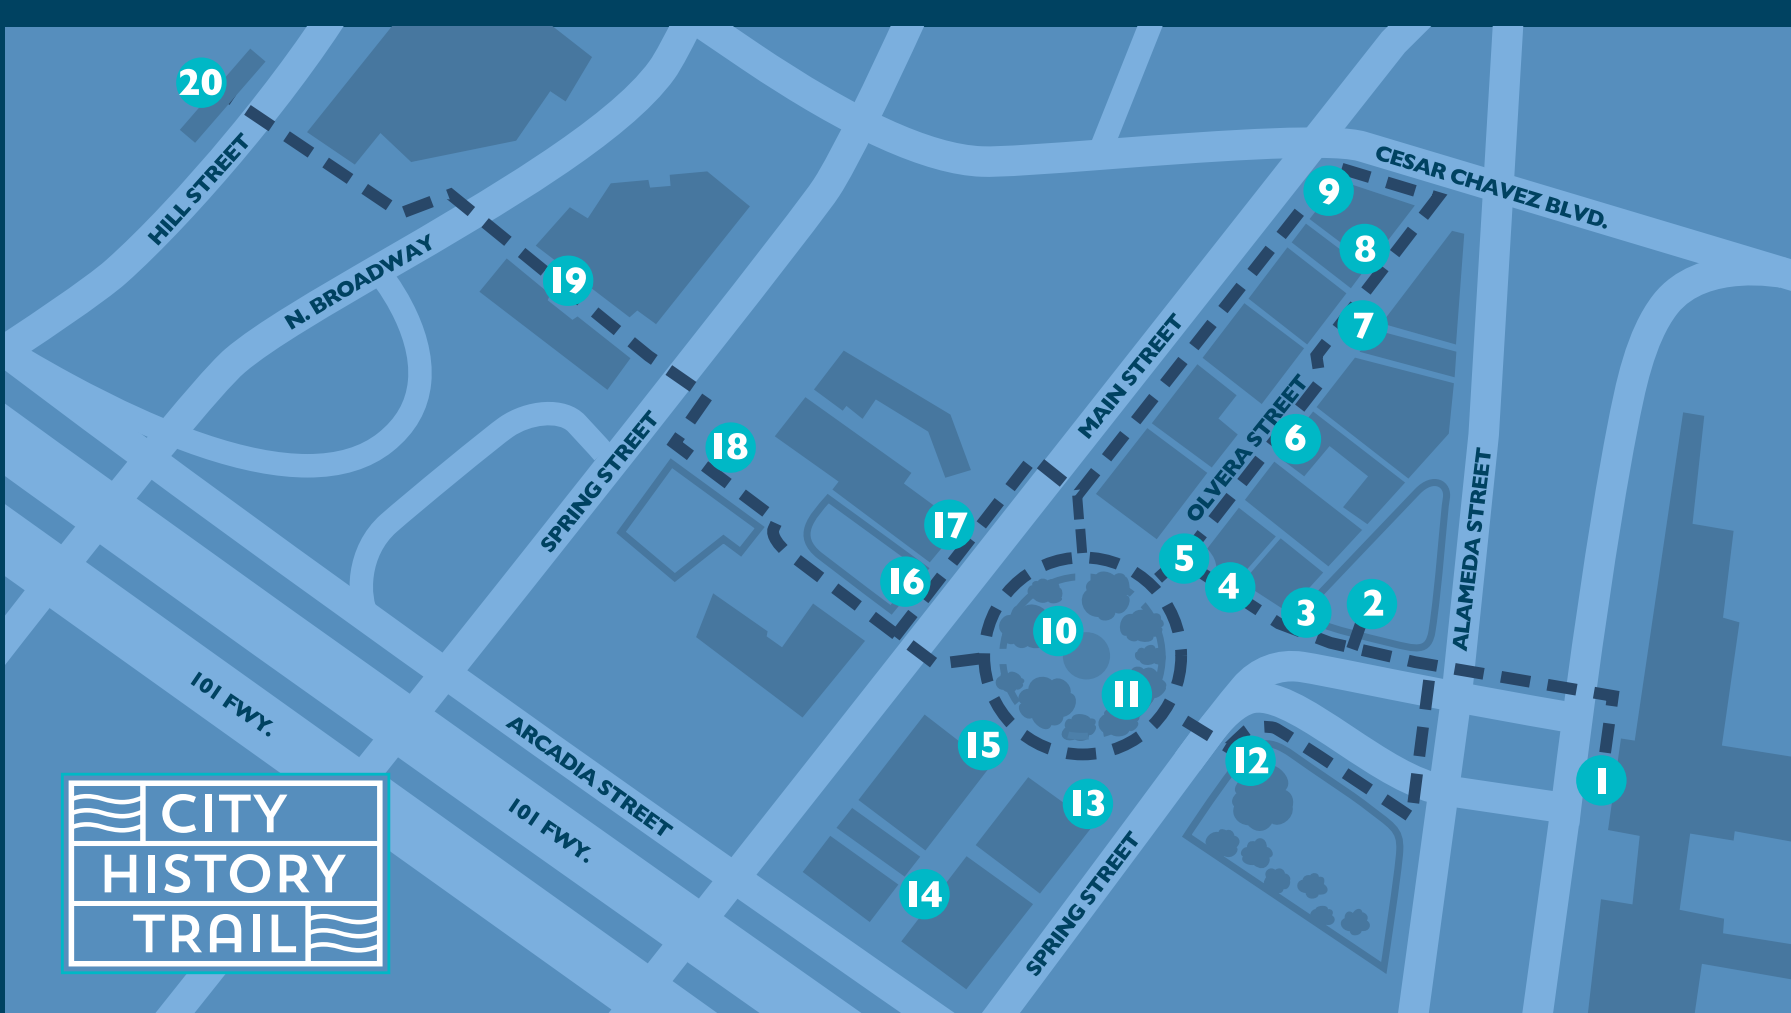 20
HILL STREET
N. BROADWAY
19
SPRING STREET
18
17
16
MAIN STREET
CESAR CHAVEZ BLVD.
9
8
7
OLVERA STREET
6
5
4
3
2
ALAMEDA STREET
10
11
12
1
15
13
14
SPRING STREET
101 FWY.
ARCADIA STREET
101 FWY.
CITY
HISTORY
TRAIL